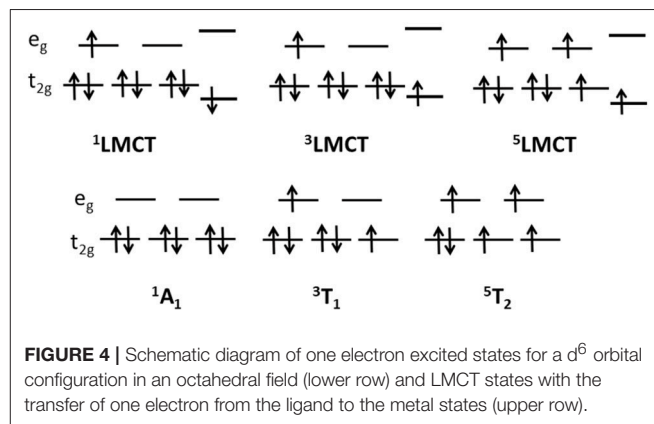 e_g
t_2g
¹LMCT ³LMCT ⁵LMCT
e_g
t_2g
¹A₁ ³T₁ ⁵T₂
FIGURE 4 | Schematic diagram of one electron excited states for a d⁶ orbital
configuration in an octahedral field (lower row) and LMCT states with the
transfer of one electron from the ligand to the metal states (upper row).